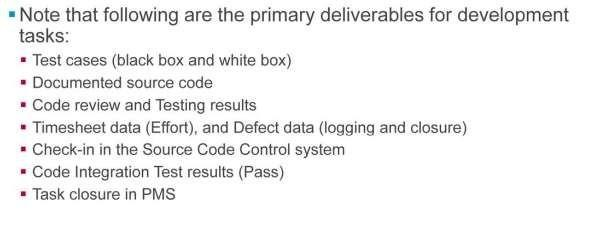 Note that following are the primary deliverables for development
tasks:
Test cases (black box and white box)
Documented source code
Code review and Testing results
Timesheet data (Effort), and Defect data (logging and closure)
Check-in in the Source Code Control system
Code Integration Test results (Pass)
Task closure in PMS